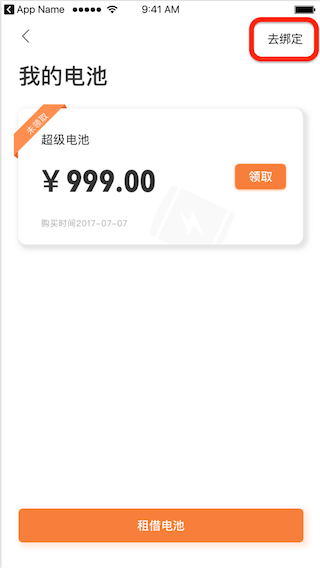 App Name
9:41 AM
去绑定
我的电池
未领取
超级电池
¥ 999.00
领取
购买时间2017-07-07
租借电池